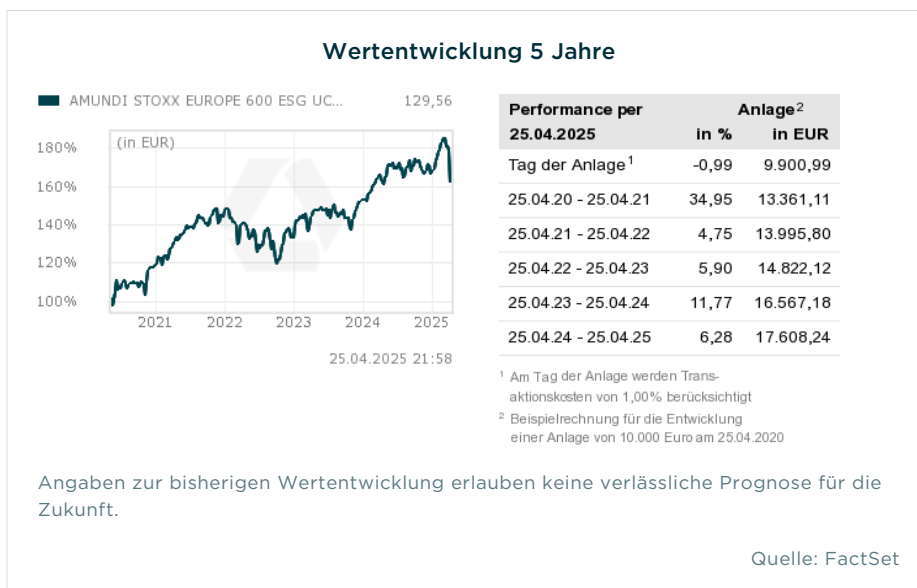 Wertentwicklung 5 Jahre
AMUNDI STOXX EUROPE 600 ESG UC... 129,56
(in EUR)
180%
160%
140%
120%
100%
2021 2022 2023 2024 2025
25.04.2025 21:58
Performance per Anlage2
25.04.2025 in % in EUR
Tag der Anlage1 -0,99 9.900,99
25.04.20 - 25.04.21 34,95 13.361,11
25.04.21 - 25.04.22 4,75 13.995,80
25.04.22 - 25.04.23 5,90 14.822,12
25.04.23 - 25.04.24 11,77 16.567,18
25.04.24 - 25.04.25 6,28 17.608,24
1 Am Tag der Anlage werden Trans-
aktionskosten von 1,00% berücksichtigt
2 Beispielrechnung für die Entwicklung
einer Anlage von 10.000 Euro am 25.04.2020
Angaben zur bisherigen Wertentwicklung erlauben keine verlässliche Prognose für die
Zukunft.
Quelle: FactSet